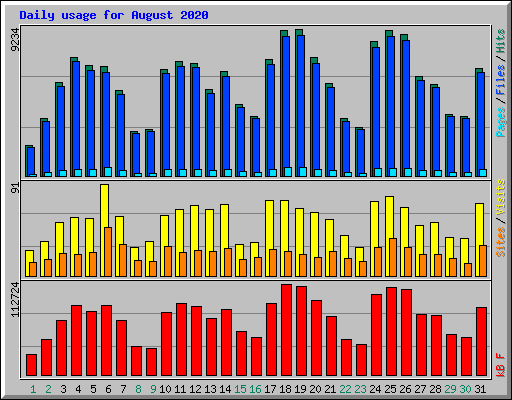 Daily usage for August 2020
9234
Pages/Files/Hits
91
Sites/Visits
112724
kB F
1 2 3 4 5 6 7 8 9 10 11 12 13 14 15 16 17 18 19 20 21 22 23 24 25 26 27 28 29 30 31